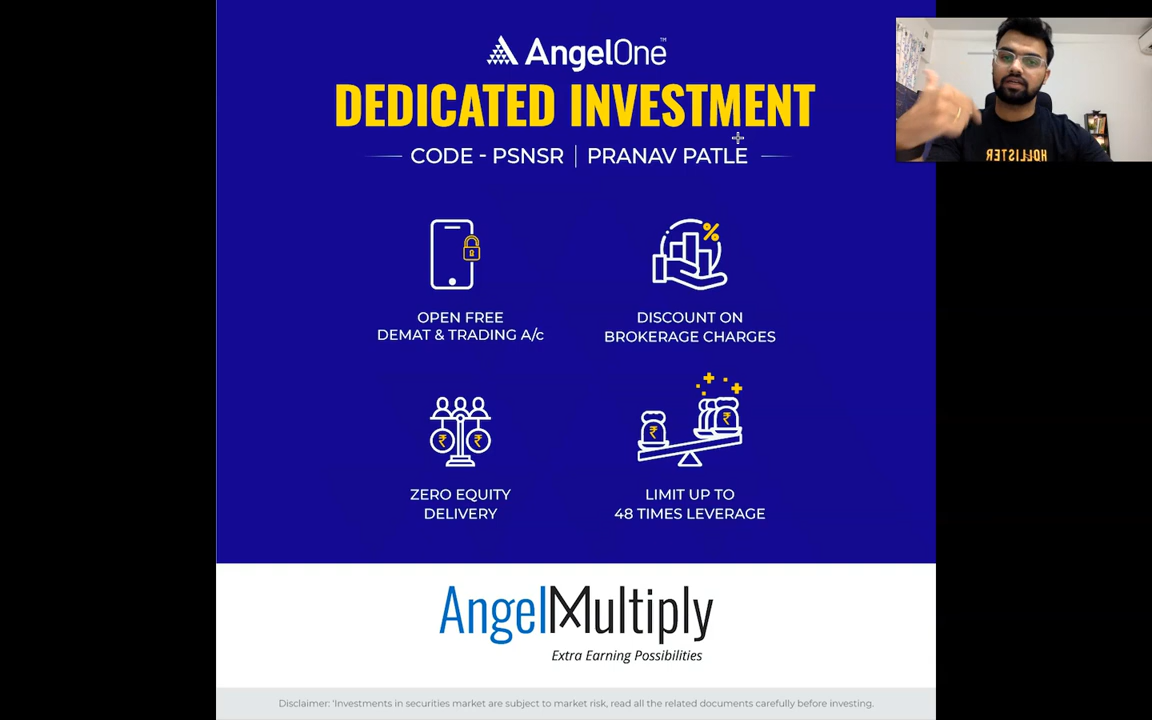 AngelOne™
DEDICATED INVESTMENT
CODE - PSNSR | PRANAV PATLE
OPEN FREE
DEMAT & TRADING A/c
DISCOUNT ON
BROKERAGE CHARGES
ZERO EQUITY
DELIVERY
LIMIT UP TO
48 TIMES LEVERAGE
AngelMultiply
Extra Earning Possibilities
Disclaimer: 'Investments in securities market are subject to market risk, read all the related documents carefully before investing.
HOLLISTER